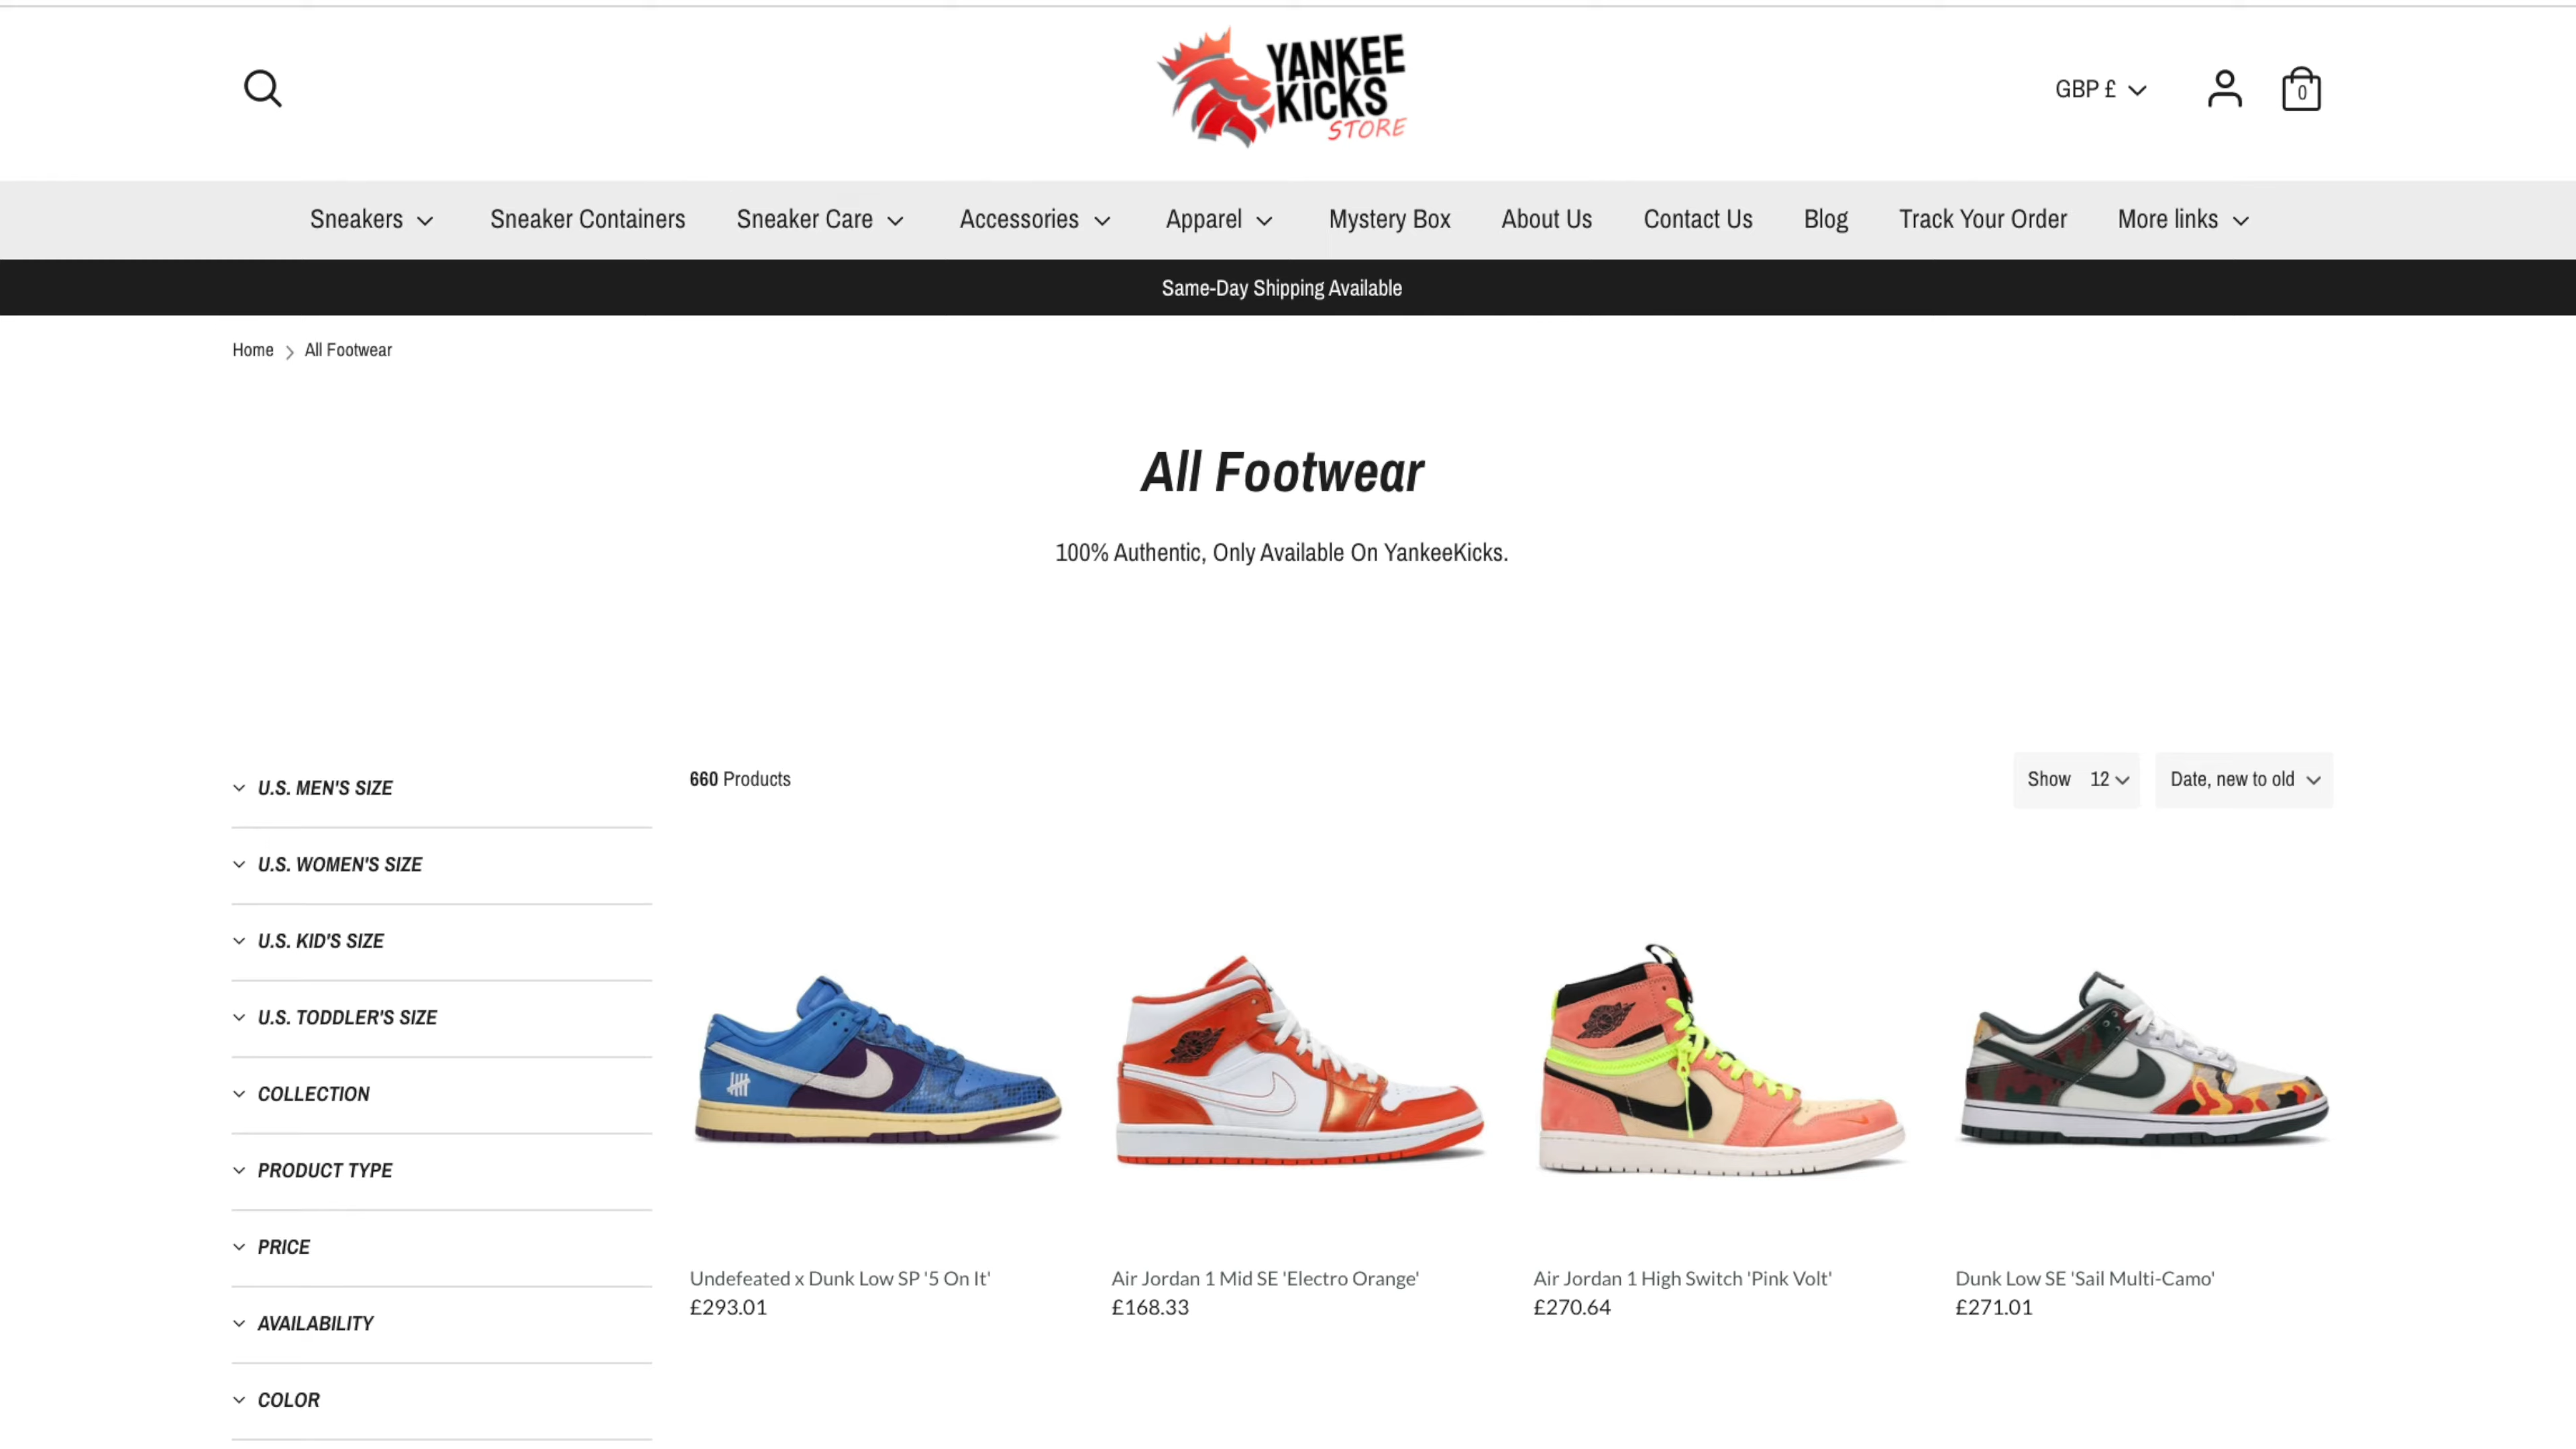 YANKEE
KICKS
STORE
GBP £
0
Sneakers Sneaker Containers Sneaker Care Accessories Apparel Mystery Box About Us Contact Us Blog Track Your Order More links
Same-Day Shipping Available
Home All Footwear
All Footwear
100% Authentic, Only Available On YankeeKicks.
660 Products
Show 12
Date, new to old
U.S. MEN'S SIZE
U.S. WOMEN'S SIZE
U.S. KID'S SIZE
U.S. TODDLER'S SIZE
COLLECTION
PRODUCT TYPE
PRICE
AVAILABILITY
COLOR
Undefeated x Dunk Low SP '5 On It'
£293.01
Air Jordan 1 Mid SE 'Electro Orange'
£168.33
Air Jordan 1 High Switch 'Pink Volt'
£270.64
Dunk Low SE 'Sail Multi-Camo'
£271.01